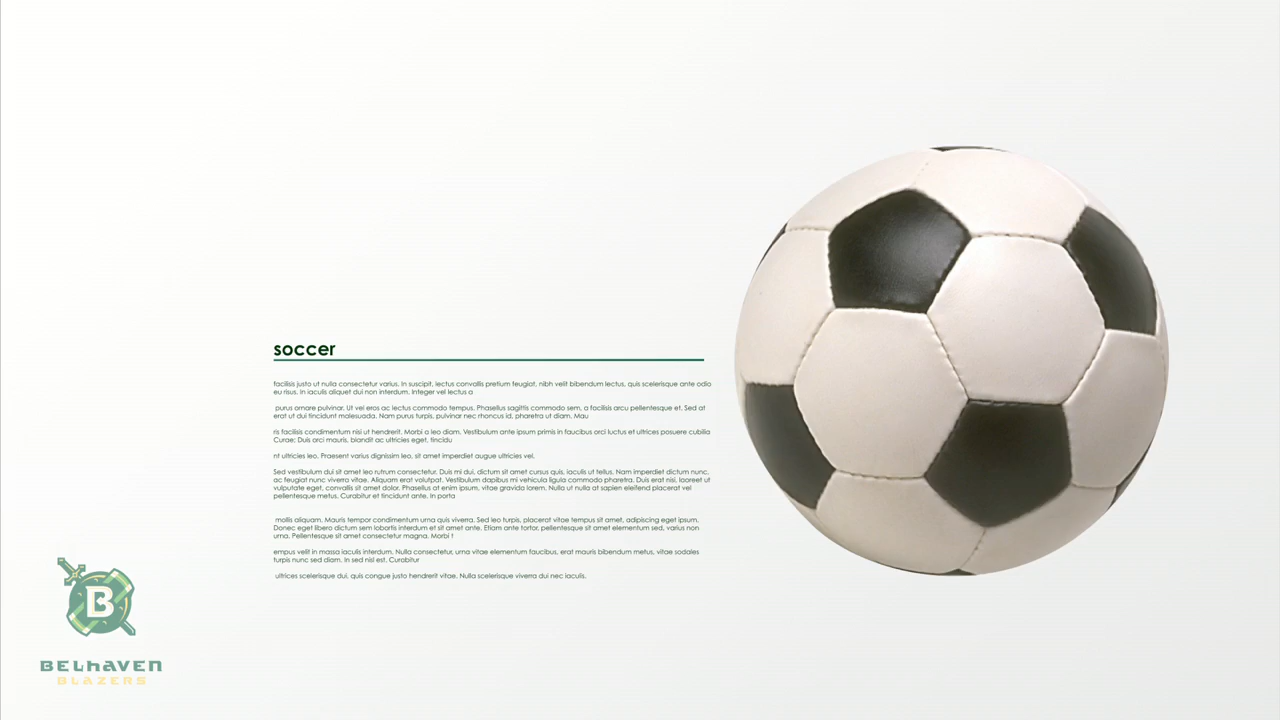 soccer
facilisis justo ut nulla consectetur varius. In suscipit, lectus convallis pretium feugiat, nibh velit bibendum lectus, quis scelerisque ante odio
eu risus. In iaculis aliquet dui non interdum. Integer vel lectus a
purus ornare pulvinar. Ut vel eros ac lectus commodo tempus. Phasellus sagittis commodo sem, a facilisis arcu pellentesque et. Sed at
erat ut dui tincidunt malesuada. Nam purus turpis, pulvinar nec rhoncus id, pharetra ut diam. Mau
ris facilisis condimentum nisi ut hendrerit. Morbi a leo diam. Vestibulum ante ipsum primis in faucibus orci luctus et ultrices posuere cubilia
Curae; Duis orci mauris, blandit ac ultricies eget, tincidu
nt ultricies leo. Praesent varius dignissim leo, sit amet imperdiet augue ultricies vel.
Sed vestibulum dui sit amet leo rutrum consectetur. Duis mi dui, dictum sit amet cursus quis, iaculis ut tellus. Nam imperdiet dictum nunc,
ac feugiat nunc viverra vitae. Aliquam erat volutpat. Vestibulum dapibus mi vehicula ligula commodo pharetra. Duis erat nisi, laoreet ut
vulputate eget, convallis sit amet dolor. Phasellus at enim ipsum, vitae gravida lorem. Nulla ut nulla at sapien eleifend placerat vel
pellentesque metus. Curabitur et tincidunt ante. In porta
mollis aliquam. Mauris tempor condimentum urna quis viverra. Sed leo turpis, placerat vitae tempus sit amet, adipiscing eget ipsum.
Donec eget libero dictum sem lobortis interdum et sit amet ante. Etiam ante tortor, pellentesque sit amet elementum sed, varius non
urna. Pellentesque sit amet consectetur magna. Morbi t
empus velit in massa iaculis interdum. Nulla consectetur, urna vitae elementum faucibus, erat mauris bibendum metus, vitae sodales
turpis nunc sed diam. In sed nisl est. Curabitur
ultrices scelerisque dui, quis congue justo hendrerit vitae. Nulla scelerisque viverra dui nec iaculis.
B
BELHAVEN
BLAZERS